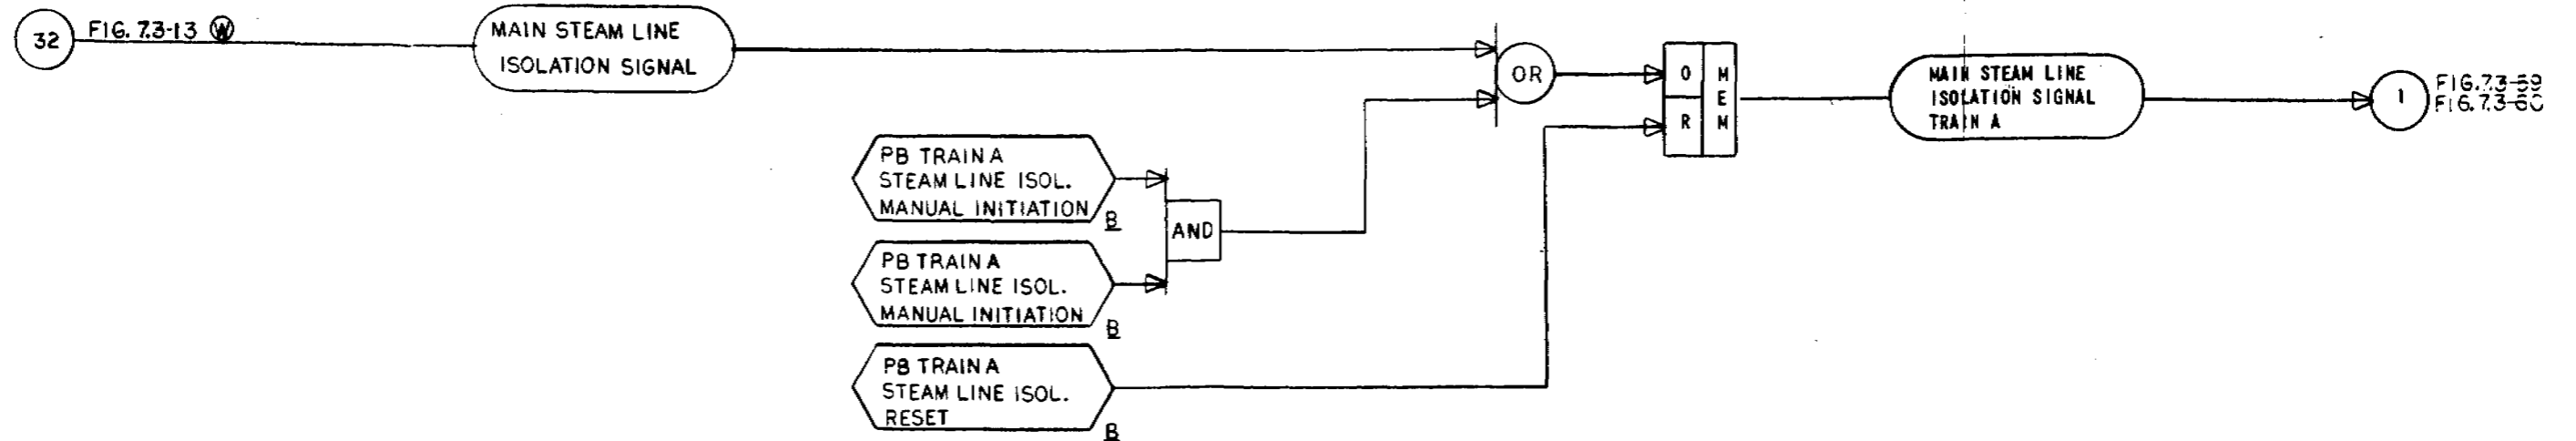 32
FIG. 7.3-13 W
MAIN STEAM LINE
ISOLATION SIGNAL
OR
O
R
MEM
MAIN STEAM LINE
ISOLATION SIGNAL
TRAIN A
1
FIG.7.3-59
FIG.7.3-60
PB TRAIN A
STEAM LINE ISOL.
MANUAL INITIATION
B
AND
PB TRAIN A
STEAM LINE ISOL.
MANUAL INITIATION
B
PB TRAIN A
STEAM LINE ISOL.
RESET
B